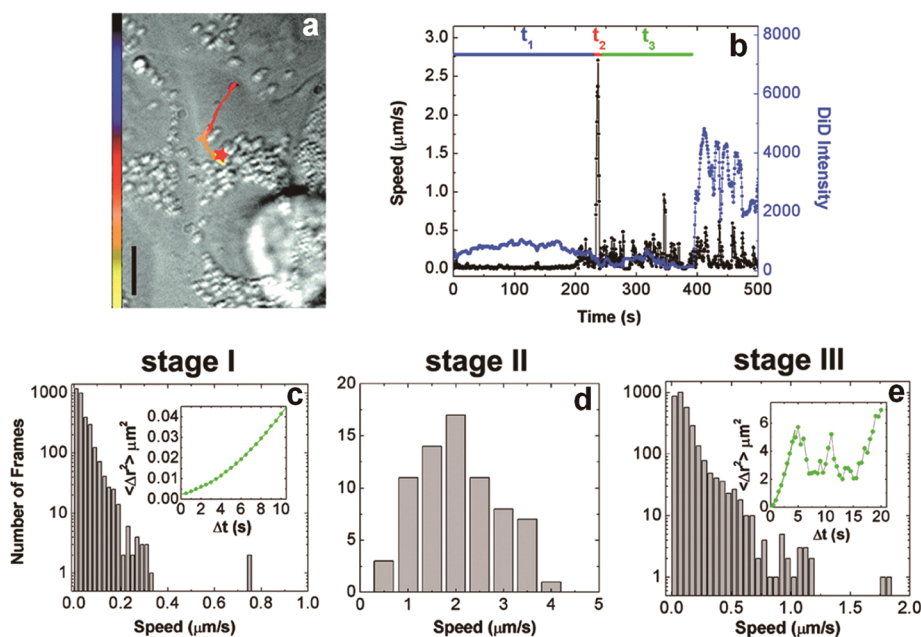 a
b
t1 t2 t3
3.0
2.5
2.0
1.5
1.0
0.5
0.0
Speed (μm/s)
8000
6000
4000
2000
0
DiD Intensity
0 100 200 300 400 500
Time (s)
stage I
stage II
stage III
c
1000
100
10
1
Number of Frames
0.0 0.2 0.4 0.6 0.8 1.0
Speed (μm/s)
0.04
0.03
0.02
0.01
0.00
<Δr²> μm²
0 2 4 6 8 10
Δt (s)
d
20
15
10
5
0
1 2 3 4 5
Speed (μm/s)
e
1000
100
10
1
0.0 0.5 1.0 1.5 2.0
Speed (μm/s)
6
4
2
0
<Δr²> μm²
0 5 10 15 20
Δt (s)